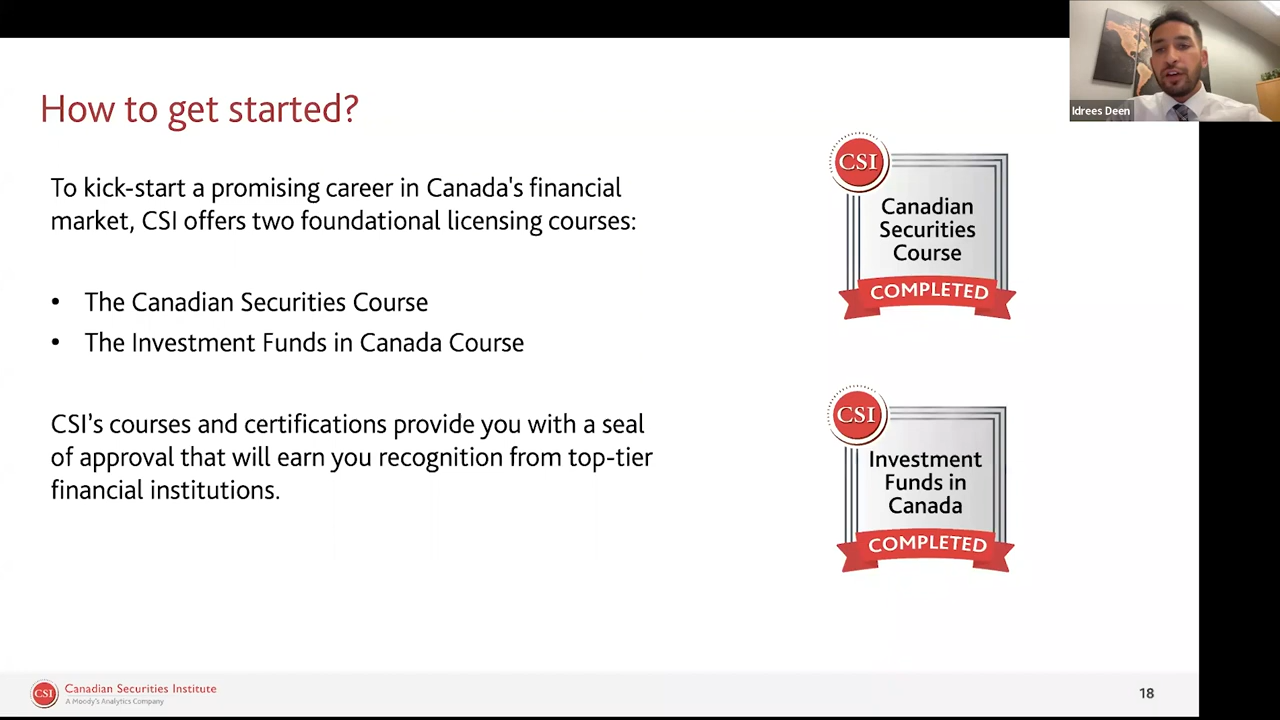 How to get started?
To kick-start a promising career in Canada's financial
market, CSI offers two foundational licensing courses:
• The Canadian Securities Course
• The Investment Funds in Canada Course
CSI’s courses and certifications provide you with a seal
of approval that will earn you recognition from top-tier
financial institutions.
CSI
Canadian
Securities
Course
COMPLETED
CSI
Investment
Funds in
Canada
COMPLETED
Idrees Deen
CSI
Canadian Securities Institute
A Moody's Analytics Company
18